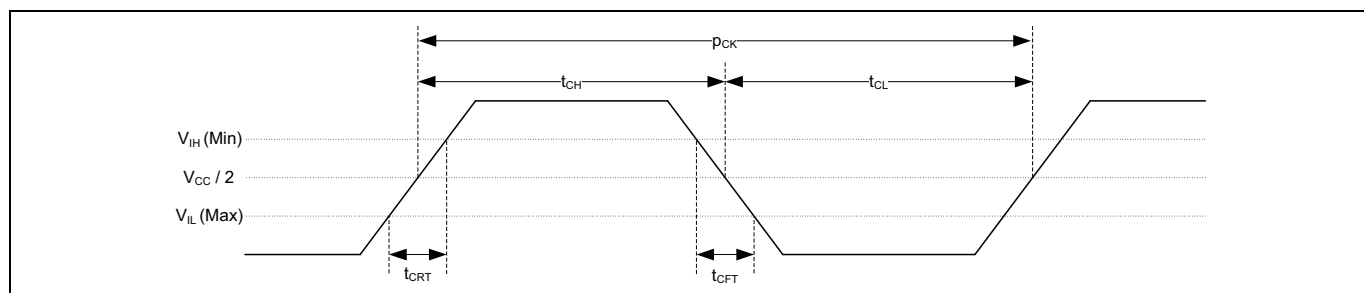 pCK
tCH
tCL
VIH (Min)
VCC / 2
VIL (Max)
tCRT
tCFT